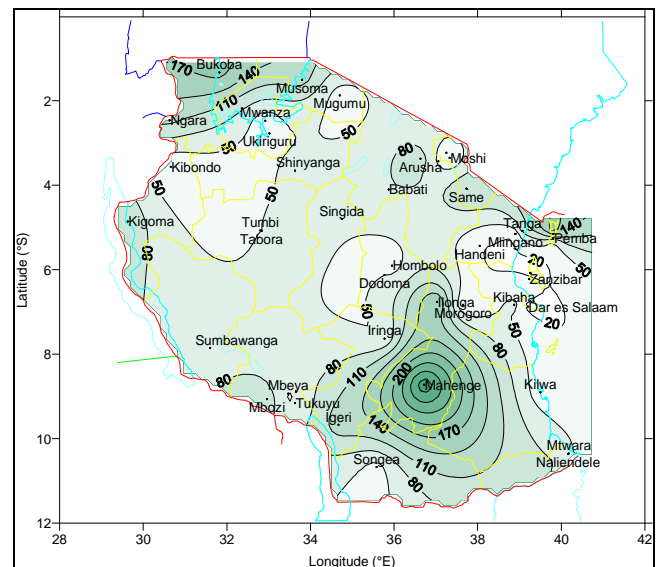 170
Bukoba
140
Musoma
110
Mugumu
2
Mwanza
Ngara
50
Ukiriguru
50
80
Moshi
Arusha
Kibondo
Shinyanga
4
50
50
Babati
Same
Kigoma
Singida
Tumbi
Tabora
Tanga
140
Mlingano
Pemba
80
Handeni
20
50
Hombolo
Zanzibar
6
Dodoma
Latitude (°S)
50
Ilonga
Kibaha
Dar es Salaam
Morogoro
20
Iringa
50
Sumbawanga
80
8
80
110
200
Mahenge
80
Mbeya
Kilwa
Mbozi
Tukuyu
Igeri
140
170
10
Mtwara
Songea
110
Naliendele
80
12
28
30
32
34
36
38
40
42
Longitude (°E)